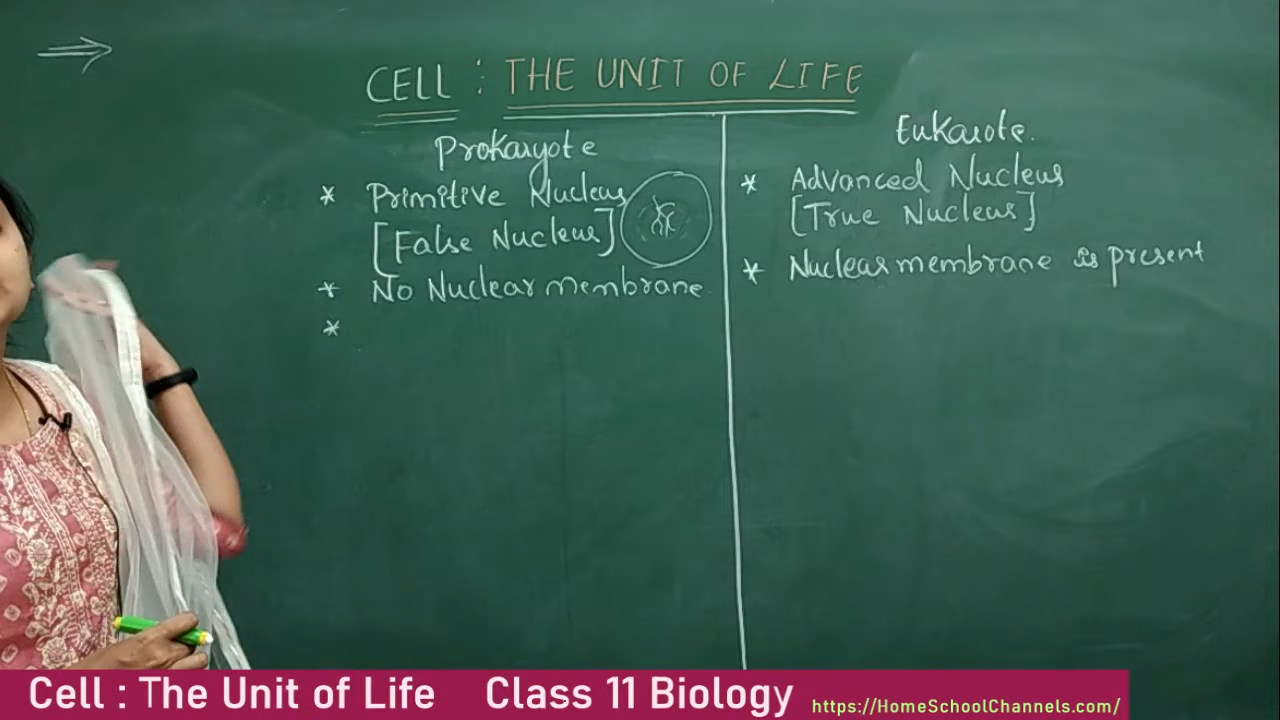 CELL : THE UNIT OF LIFE
Prokaryote
* Primitive Nucleus
[False Nucleus]
* No Nuclear membrane
*
Eukarote.
* Advanced Nucleus
[True Nucleus]
* Nuclear membrane is present
Cell : The Unit of Life Class 11 Biology https://HomeSchoolChannels.com/